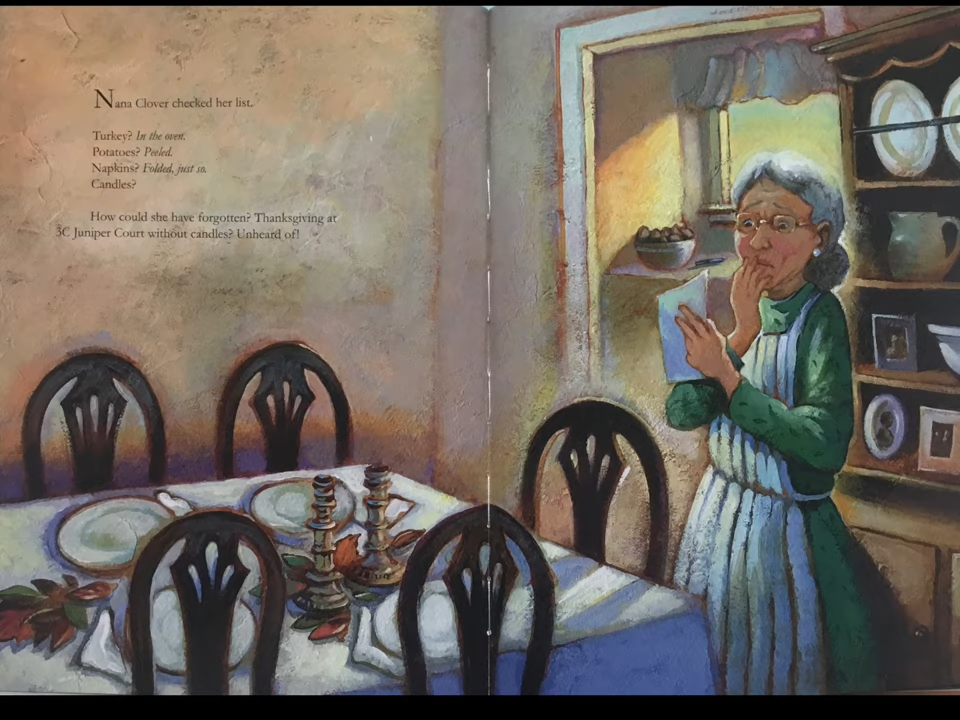 Nana Clover checked her list.
Turkey? In the oven.
Potatoes? Peeled.
Napkins? Folded, just so.
Candles?
How could she have forgotten? Thanksgiving at
3C Juniper Court without candles? Unheard of!